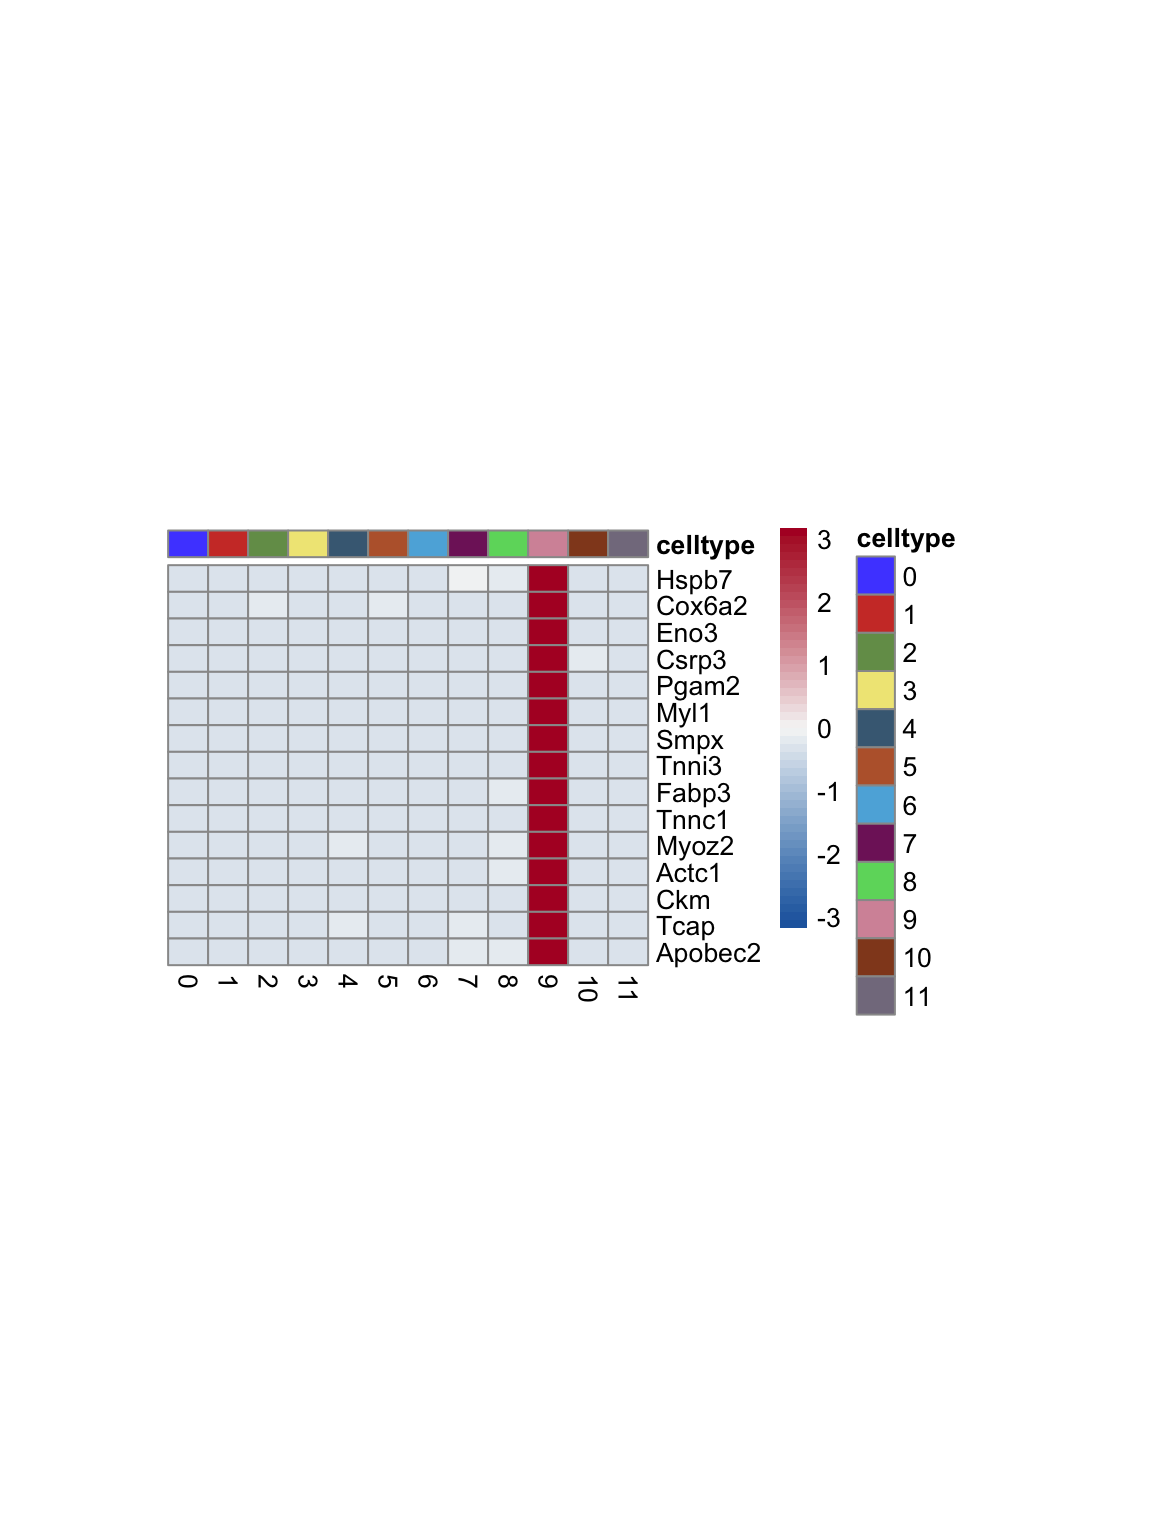 celltype
Hspb7
Cox6a2
Eno3
Csrp3
Pgam2
Myl1
Smpx
Tnni3
Fabp3
Tnnc1
Myoz2
Actc1
Ckm
Tcap
Apobec2
0 1 2 3 4 5 6 7 8 9 10 11
3
2
1
0
-1
-2
-3
celltype
0
1
2
3
4
5
6
7
8
9
10
11